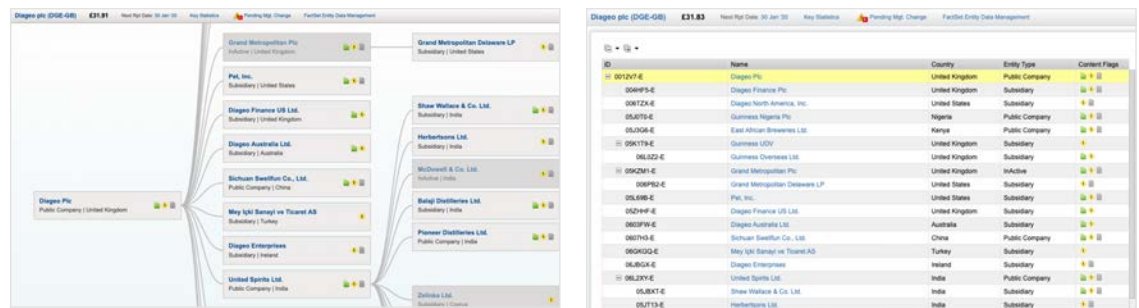 Diageo plc (DGE-GB) £31.91 Next Rpt Date: 30 Jan '20 Key Statistics Pending Mgt. Change FactSet Entity Data Management
Grand Metropolitan Plc
Inactive | United Kingdom
Grand Metropolitan Delaware LP
Subsidiary | United States
Pet, Inc.
Subsidiary | United States
Diageo Finance US Ltd.
Subsidiary | United Kingdom
Shaw Wallace & Co. Ltd.
Subsidiary | India
Diageo Australia Ltd.
Subsidiary | Australia
Herbertsons Ltd.
Subsidiary | India
Sichuan Swellfun Co., Ltd.
Public Company | China
McDowell & Co. Ltd.
Inactive | India
Diageo Plc
Public Company | United Kingdom
Mey Içki Sanayi ve Ticaret AS
Subsidiary | Turkey
Balaji Distilleries Ltd.
Subsidiary | India
Diageo Enterprises
Subsidiary | Ireland
Pioneer Distilleries Ltd.
Public Company | India
United Spirits Ltd.
Public Company | India
Zelinka Ltd.
Subsidiary | Cyprus
Diageo plc (DGE-GB) £31.83 Next Rpt Date: 30 Jan '20 Key Statistics Pending Mgt. Change FactSet Entity Data Management
ID Name Country Entity Type Content Flags
0012V7-E Diageo Plc United Kingdom Public Company
004HF5-E Diageo Finance Plc United Kingdom Subsidiary
006TZX-E Diageo North America, Inc. United States Subsidiary
05J0T0-E Guinness Nigeria Plc Nigeria Public Company
05J3G6-E East African Breweries Ltd. Kenya Public Company
05K1T9-E Guinness UDV United Kingdom Subsidiary
06L0Z2-E Guinness Overseas Ltd. United Kingdom Subsidiary
05KZM1-E Grand Metropolitan Plc United Kingdom InActive
006PB2-E Grand Metropolitan Delaware LP United States Subsidiary
05L69B-E Pet, Inc. United States Subsidiary
05ZHHF-E Diageo Finance US Ltd. United Kingdom Subsidiary
0603FW-E Diageo Australia Ltd. Australia Subsidiary
0607H3-E Sichuan Swellfun Co., Ltd. China Public Company
06GKGQ-E Mey Içki Sanayi ve Ticaret AS Turkey Subsidiary
06JBGX-E Diageo Enterprises Ireland Subsidiary
06L2XY-E United Spirits Ltd. India Public Company
05JBXT-E Shaw Wallace & Co. Ltd. India Subsidiary
05JT13-E Herbertsons Ltd. India Subsidiary